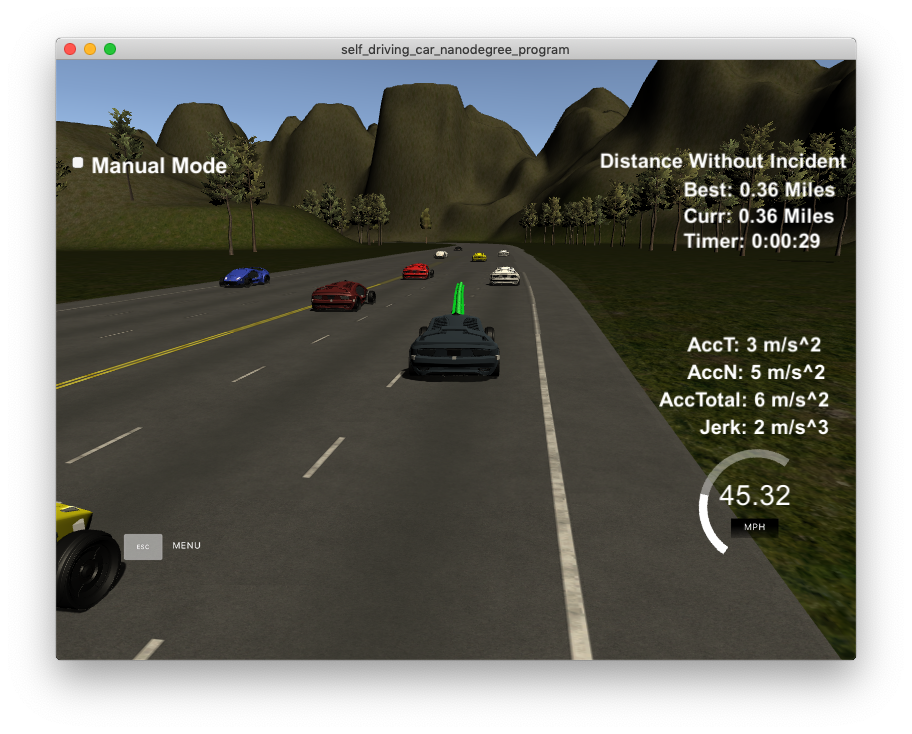 self_driving_car_nanodegree_program
Manual Mode
Distance Without Incident
Best: 0.36 Miles
Curr: 0.36 Miles
Timer: 0:00:29
AccT: 3 m/s^2
AccN: 5 m/s^2
AccTotal: 6 m/s^2
Jerk: 2 m/s^3
45.32
MPH
ESC MENU